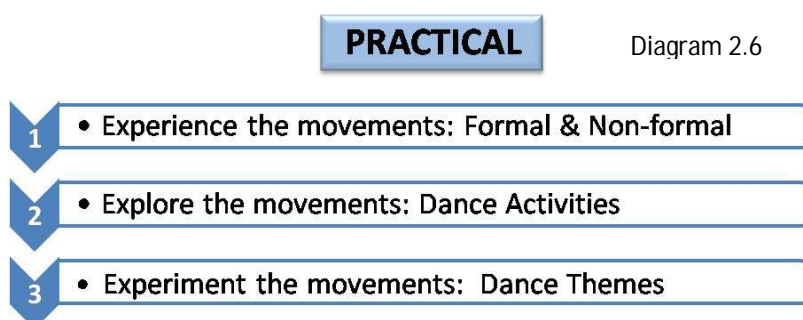 PRACTICAL Diagram 2.6
1 • Experience the movements: Formal & Non-formal
2 • Explore the movements: Dance Activities
3 • Experiment the movements: Dance Themes